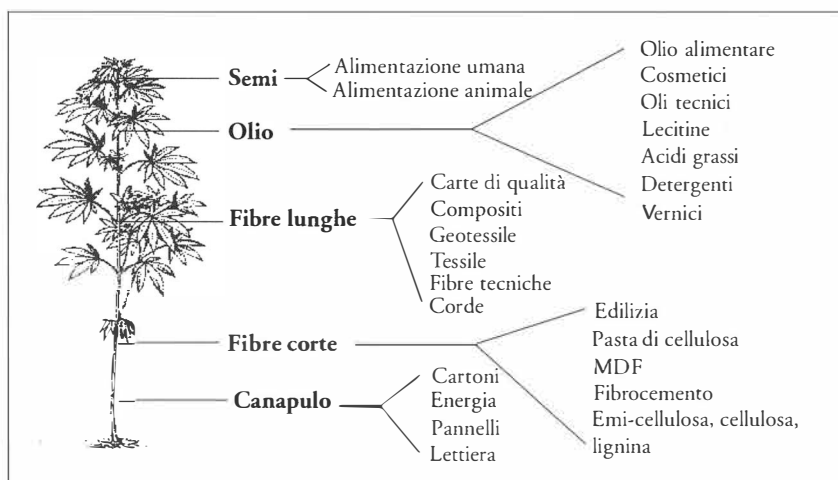 Semi
Alimentazione umana
Alimentazione animale
Olio
Olio alimentare
Cosmetici
Oli tecnici
Lecitine
Acidi grassi
Detergenti
Vernici
Fibre lunghe
Carte di qualità
Compositi
Geotessile
Tessile
Fibre tecniche
Corde
Fibre corte
Edilizia
Pasta di cellulosa
MDF
Fibrocemento
Emi-cellulosa, cellulosa,
lignina
Canapulo
Cartoni
Energia
Pannelli
Lettiera